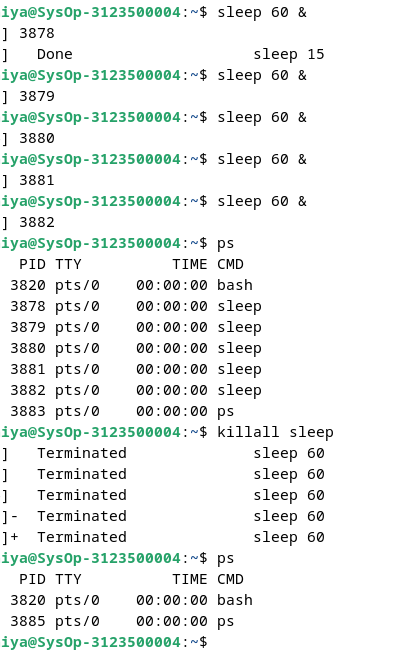 iya@SysOp-3123500004:~$ sleep 60 &
] 3878
]   Done                    sleep 15
iya@SysOp-3123500004:~$ sleep 60 &
] 3879
iya@SysOp-3123500004:~$ sleep 60 &
] 3880
iya@SysOp-3123500004:~$ sleep 60 &
] 3881
iya@SysOp-3123500004:~$ sleep 60 &
] 3882
iya@SysOp-3123500004:~$ ps
  PID TTY          TIME CMD
 3820 pts/0    00:00:00 bash
 3878 pts/0    00:00:00 sleep
 3879 pts/0    00:00:00 sleep
 3880 pts/0    00:00:00 sleep
 3881 pts/0    00:00:00 sleep
 3882 pts/0    00:00:00 sleep
 3883 pts/0    00:00:00 ps
iya@SysOp-3123500004:~$ killall sleep
]   Terminated              sleep 60
]   Terminated              sleep 60
]   Terminated              sleep 60
]-  Terminated              sleep 60
]+  Terminated              sleep 60
iya@SysOp-3123500004:~$ ps
  PID TTY          TIME CMD
 3820 pts/0    00:00:00 bash
 3885 pts/0    00:00:00 ps
iya@SysOp-3123500004:~$